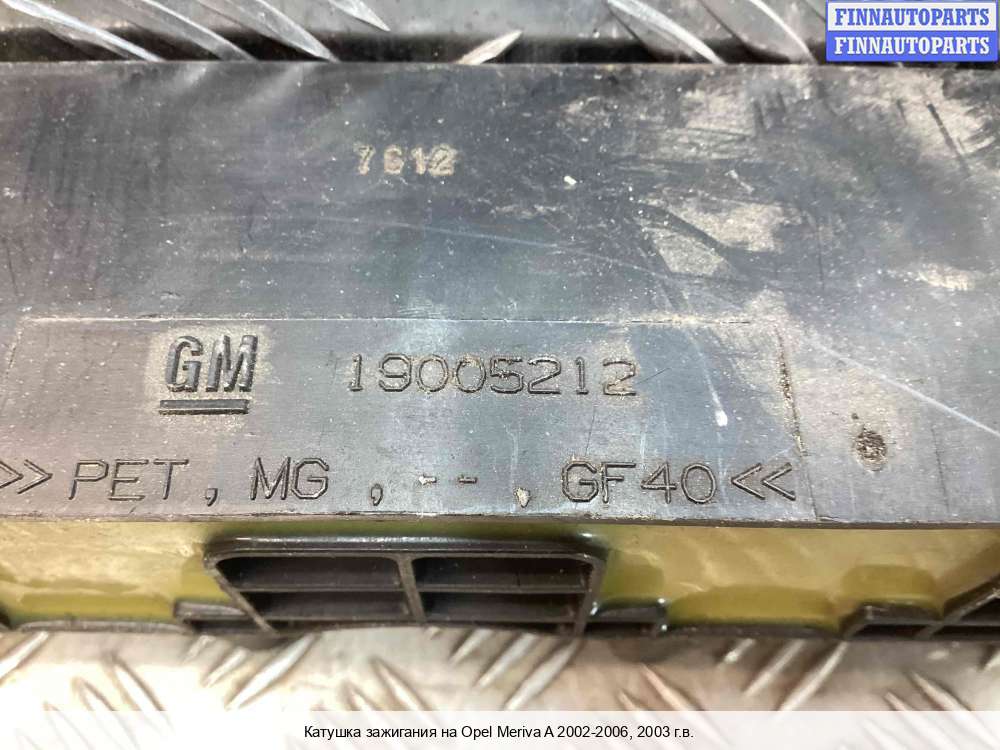 FINNAUTOPARTS
FINNAUTOPARTS
7612
GM 19005212
>> PET, MG, -- , GF40 <<
Катушка зажигания на Opel Meriva A 2002-2006, 2003 г.в.